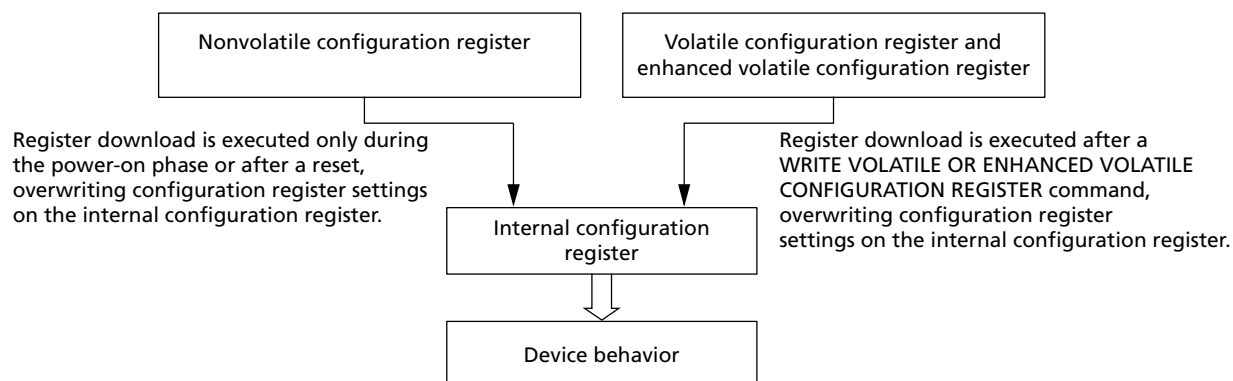 Nonvolatile configuration register
Volatile configuration register and
enhanced volatile configuration register
Register download is executed only during
the power-on phase or after a reset,
overwriting configuration register settings
on the internal configuration register.
Register download is executed after a
WRITE VOLATILE OR ENHANCED VOLATILE
CONFIGURATION REGISTER command,
overwriting configuration register
settings on the internal configuration register.
Internal configuration
register
Device behavior